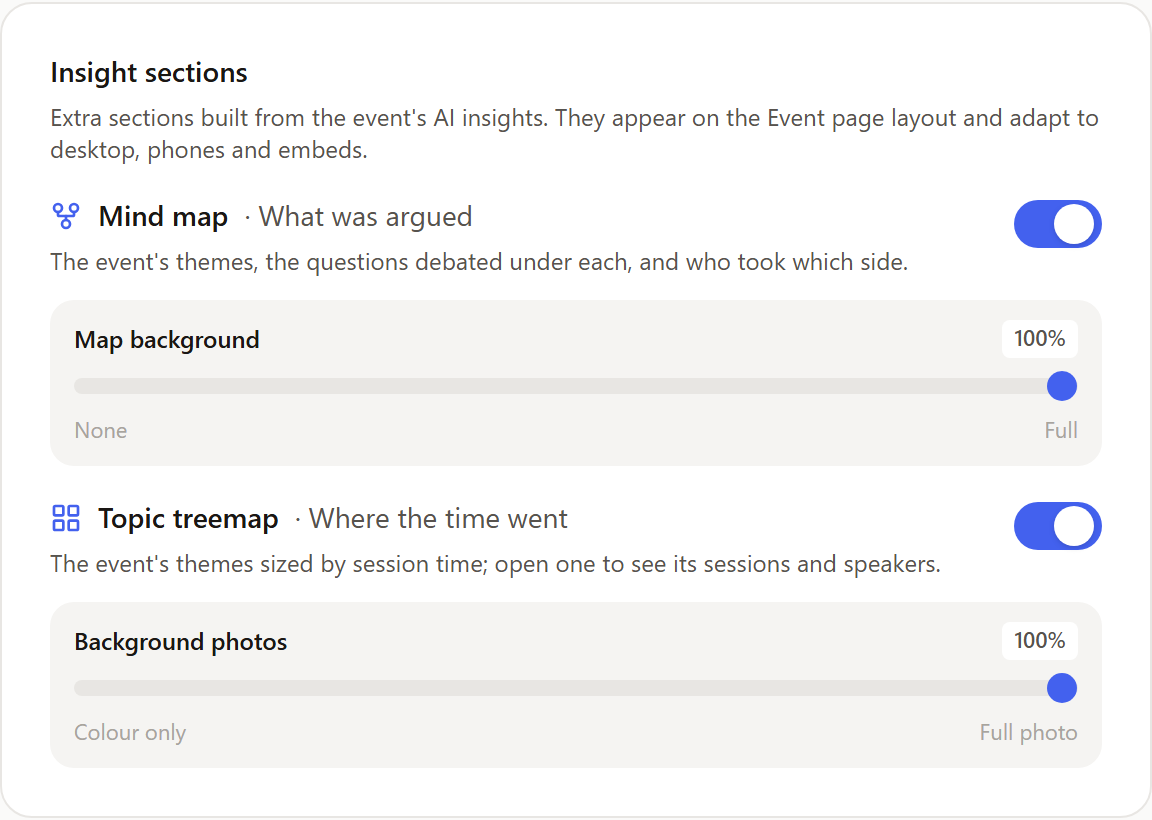 Insight sections
Extra sections built from the event's AI insights. They appear on the Event page layout and adapt to
desktop, phones and embeds.
Mind map · What was argued
The event's themes, the questions debated under each, and who took which side.
Map background 100%
None Full
Topic treemap · Where the time went
The event's themes sized by session time; open one to see its sessions and speakers.
Background photos 100%
Colour only Full photo